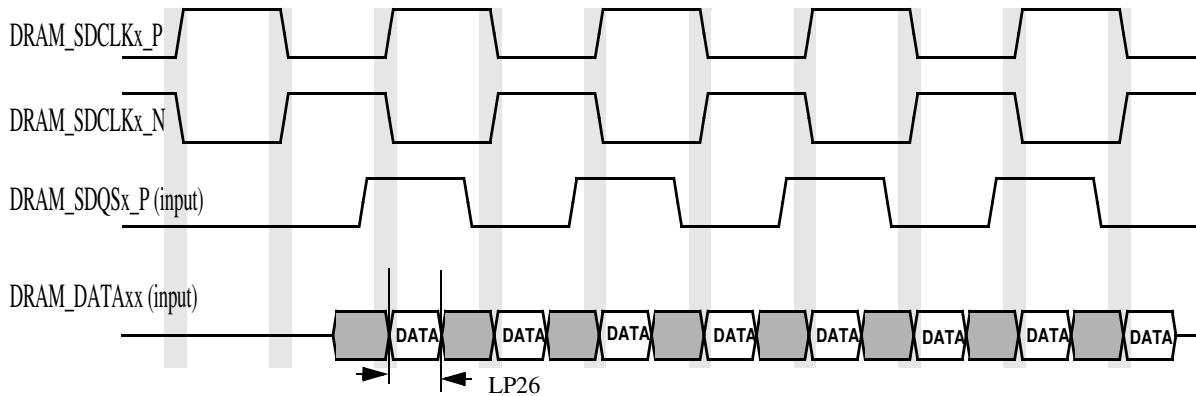 DRAM_SDCLKx_P
DRAM_SDCLKx_N
DRAM_SDQSx_P (input)
DRAM_DATAxx (input)
DATA DATA DATA DATA DATA DATA DATA DATA
LP26